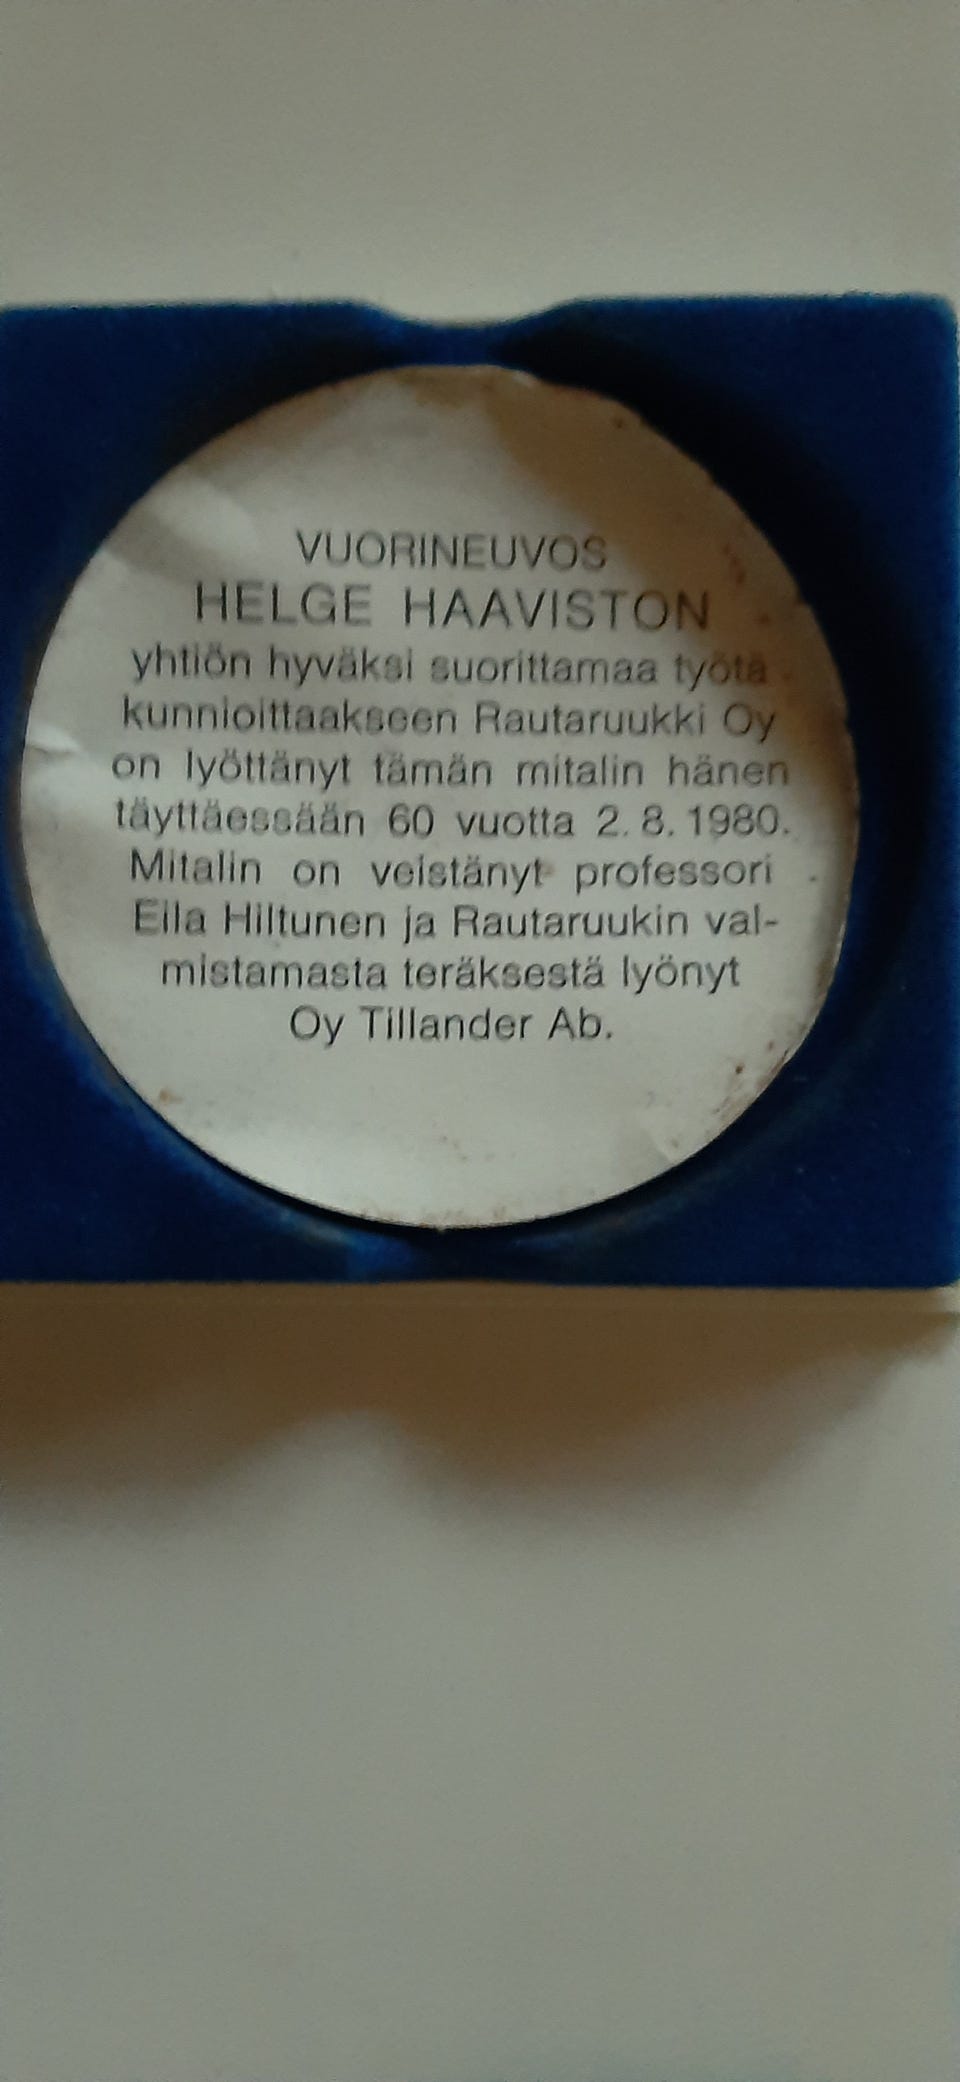 VUORINEUVOS
HELGE HAAVISTON
yhtiön hyväksi suorittamaa työtä
kunnioittaakseen Rautaruukki Oy
on lyöttänyt tämän mitalin hänen
täyttäessään 60 vuotta 2.8.1980.
Mitalin on veistänyt professori
Eila Hiltunen ja Rautaruukin val-
mistamasta teräksestä lyönyt
Oy Tillander Ab.